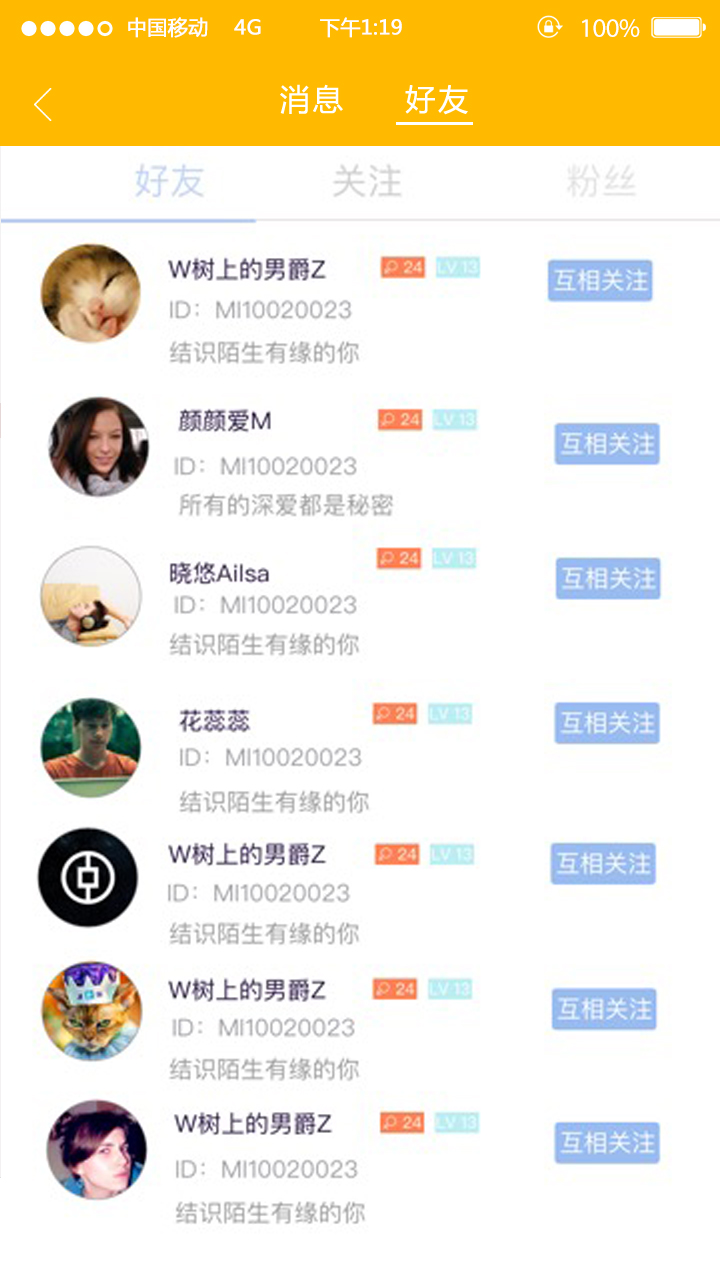 中国移动 4G 下午1:19 100%
消息 好友
好友 关注 粉丝
W树上的男爵Z 24 LV 13 互相关注
ID：MI10020023
结识陌生有缘的你
颜颜爱M 24 LV 13 互相关注
ID：MI10020023
所有的深爱都是秘密
晓悠Ailsa 24 LV 13 互相关注
ID：MI10020023
结识陌生有缘的你
花蕊蕊 24 LV 13 互相关注
ID：MI10020023
结识陌生有缘的你
W树上的男爵Z 24 LV 13 互相关注
ID：MI10020023
结识陌生有缘的你
W树上的男爵Z 24 LV 13 互相关注
ID：MI10020023
结识陌生有缘的你
W树上的男爵Z 24 LV 13 互相关注
ID：MI10020023
结识陌生有缘的你